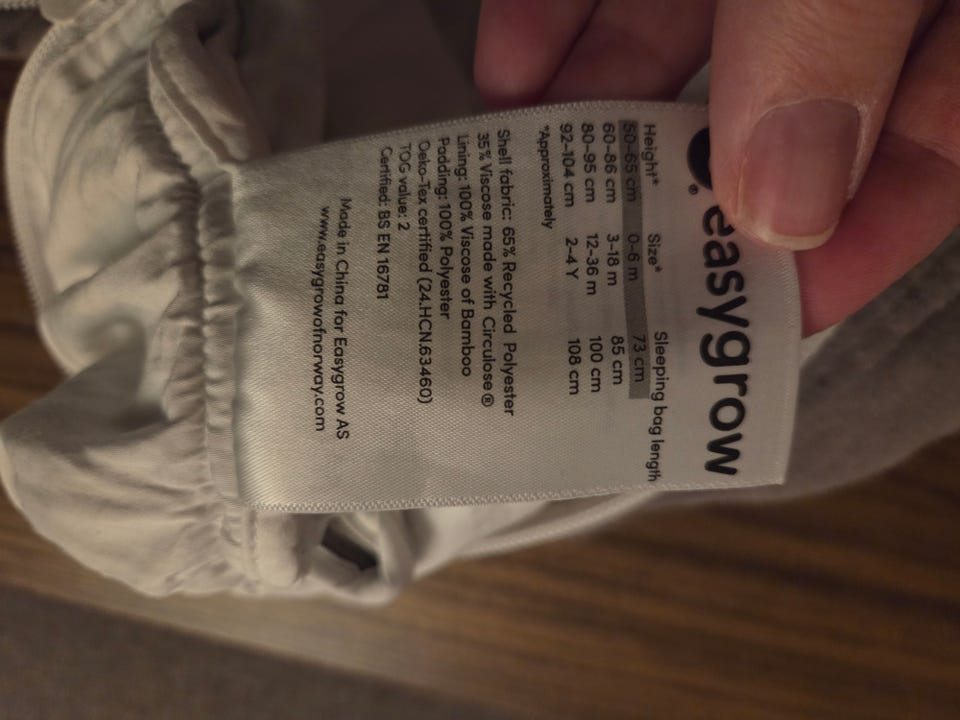 easygrow
®
Height* Size* Sleeping bag length
50-65 cm 0-6 m 73 cm
60-86 cm 3-18 m 85 cm
80-95 cm 12-36 m 100 cm
92-104 cm 2-4 Y 108 cm
*Approximately
Shell fabric: 65% Recycled Polyester
35% Viscose made with Circulose®
Lining: 100% Viscose of Bamboo
Padding: 100% Polyester
Oeko-Tex certified (24.HCN.63460)
TOG value: 2
Certified: BS EN 16781
Made in China for Easygrow AS
www.easygrowofnorway.com